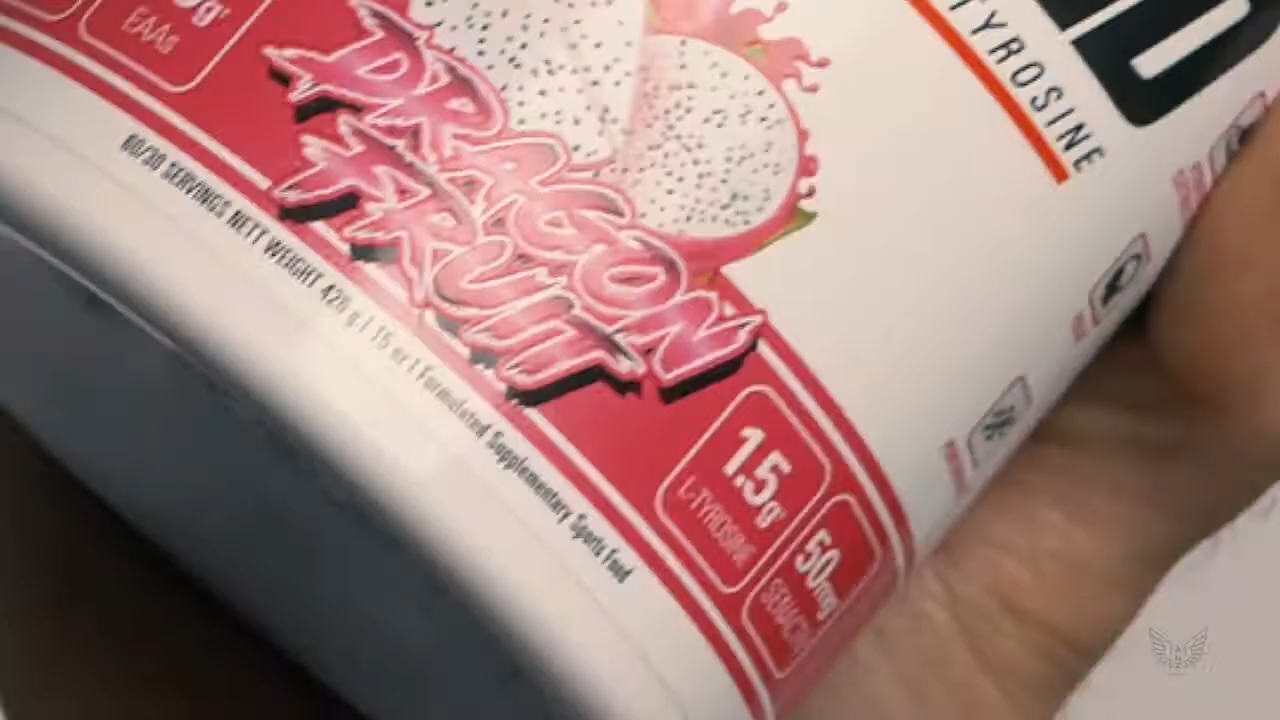 EAAs
DRAGON
FRUIT
60/30 SERVINGS NETT WEIGHT 420 g | 15 oz | Formulated Supplementary Sports Food
TYROSINE
1.5g
L-TYROSINE
50mg